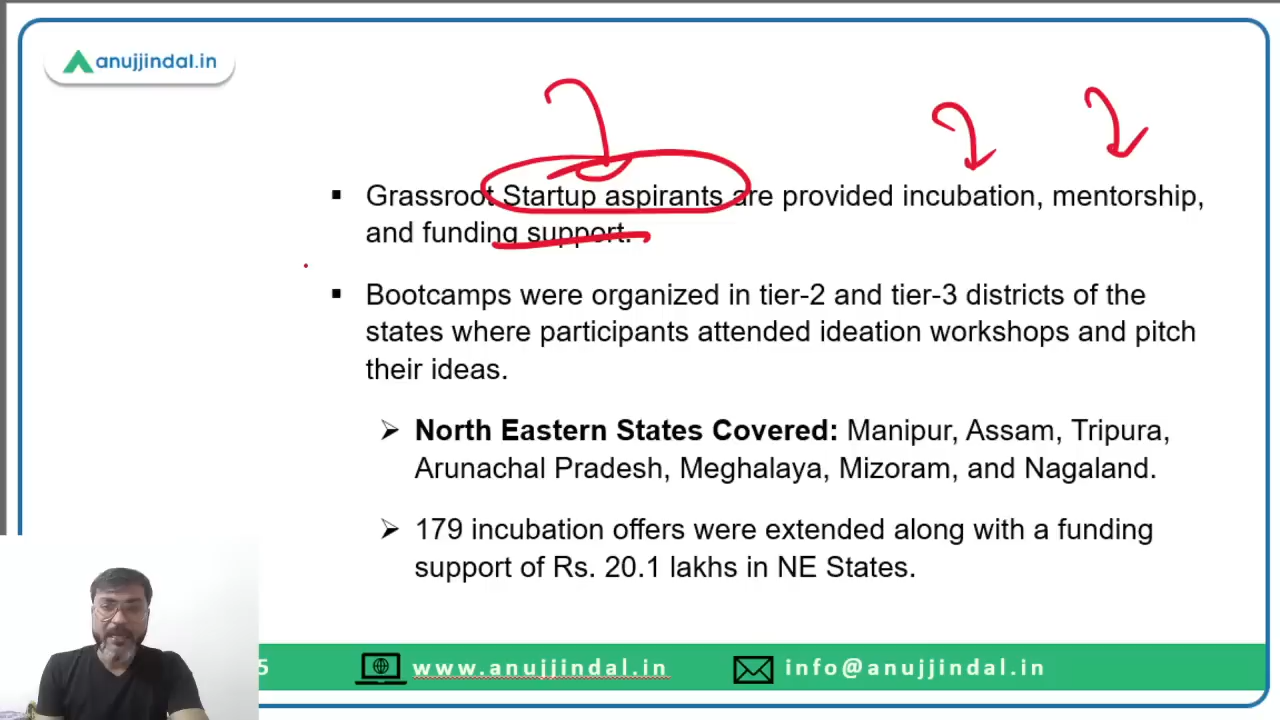 anujjindal.in
▪ Grassroot Startup aspirants are provided incubation, mentorship,
and funding support.
▪ Bootcamps were organized in tier-2 and tier-3 districts of the
states where participants attended ideation workshops and pitch
their ideas.
➢ North Eastern States Covered: Manipur, Assam, Tripura,
Arunachal Pradesh, Meghalaya, Mizoram, and Nagaland.
➢ 179 incubation offers were extended along with a funding
support of Rs. 20.1 lakhs in NE States.
5 www.anujjindal.in info@anujjindal.in